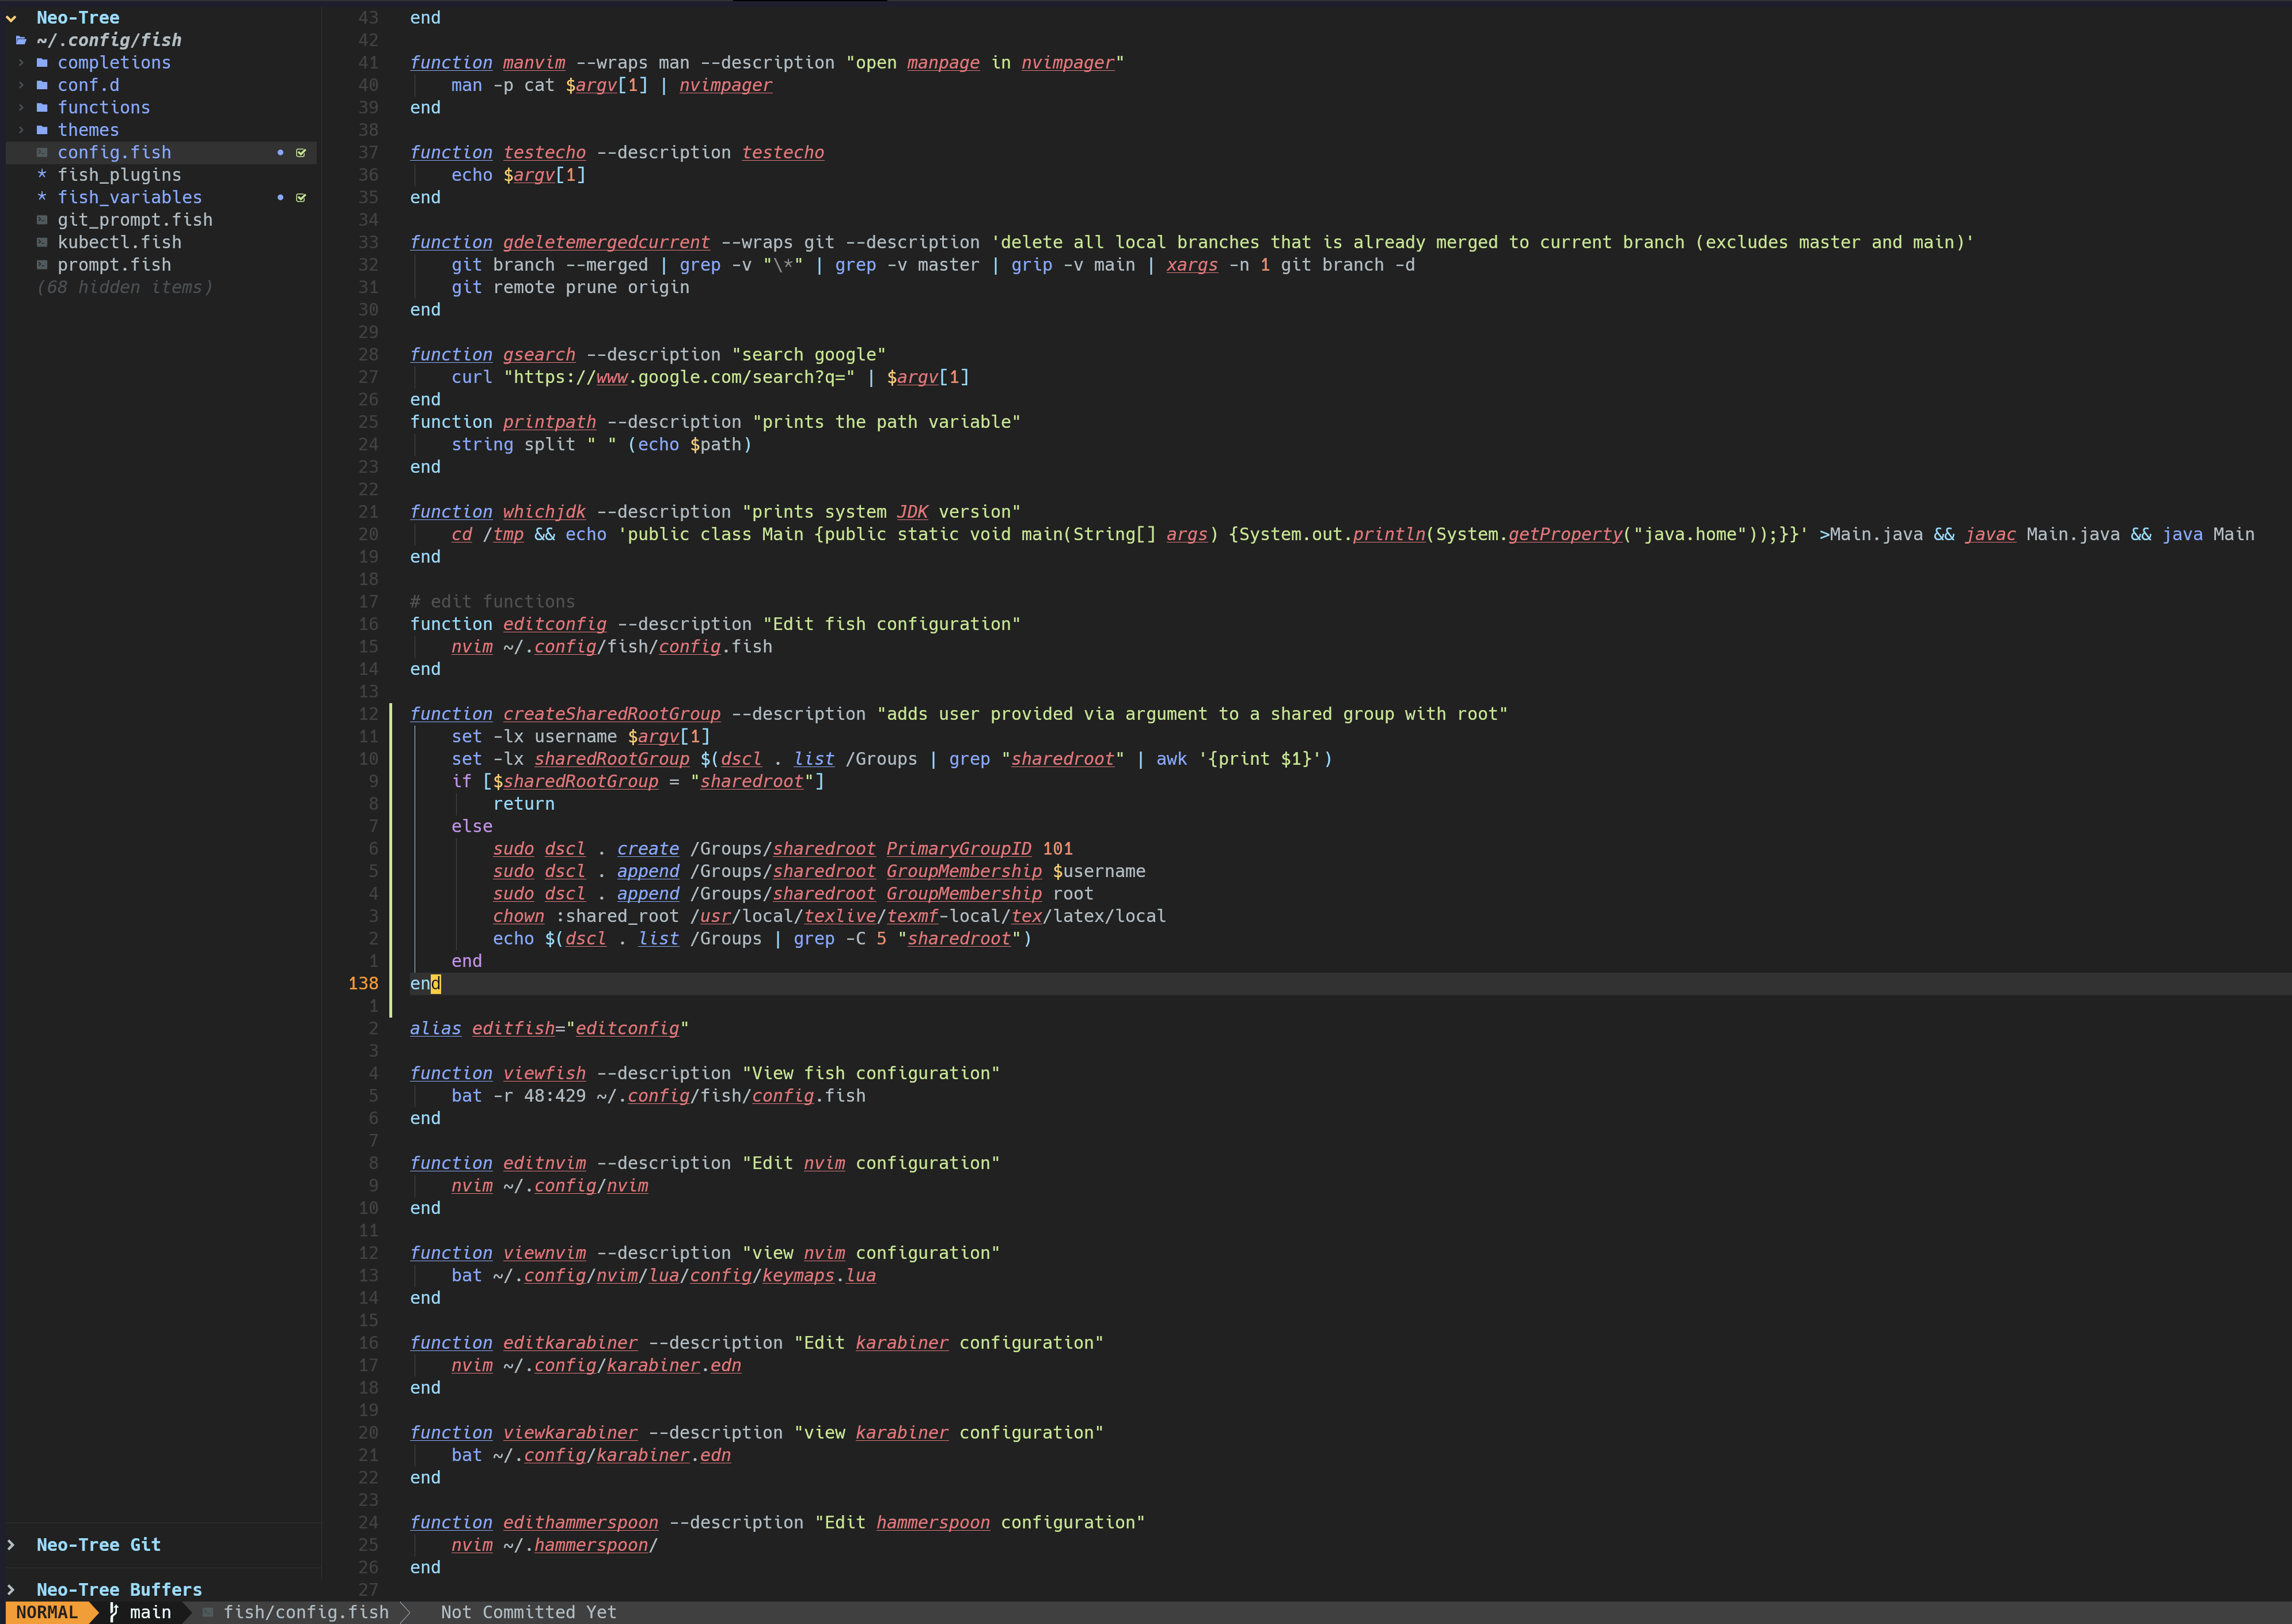 Neo-Tree
~/.config/fish
completions
conf.d
functions
themes
config.fish
fish_plugins
fish_variables
git_prompt.fish
kubectl.fish
prompt.fish
(68 hidden items)
Neo-Tree Git
Neo-Tree Buffers
43 end
42
41 function manvim --wraps man --description "open manpage in nvimpager"
40     man -p cat $argv[1] | nvimpager
39 end
38
37 function testecho --description testecho
36     echo $argv[1]
35 end
34
33 function gdeletemergedcurrent --wraps git --description 'delete all local branches that is already merged to current branch (excludes master and main)'
32     git branch --merged | grep -v "\*" | grep -v master | grip -v main | xargs -n 1 git branch -d
31     git remote prune origin
30 end
29
28 function gsearch --description "search google"
27     curl "https://www.google.com/search?q=" | $argv[1]
26 end
25 function printpath --description "prints the path variable"
24     string split " " (echo $path)
23 end
22
21 function whichjdk --description "prints system JDK version"
20     cd /tmp && echo 'public class Main {public static void main(String[] args) {System.out.println(System.getProperty("java.home"));}}' >Main.java && javac Main.java && java Main
19 end
18
17 # edit functions
16 function editconfig --description "Edit fish configuration"
15     nvim ~/.config/fish/config.fish
14 end
13
12 function createSharedRootGroup --description "adds user provided via argument to a shared group with root"
11     set -lx username $argv[1]
10     set -lx sharedRootGroup $(dscl . list /Groups | grep "sharedroot" | awk '{print $1}')
9     if [$sharedRootGroup = "sharedroot"]
8         return
7     else
6         sudo dscl . create /Groups/sharedroot PrimaryGroupID 101
5         sudo dscl . append /Groups/sharedroot GroupMembership $username
4         sudo dscl . append /Groups/sharedroot GroupMembership root
3         chown :shared_root /usr/local/texlive/texmf-local/tex/latex/local
2         echo $(dscl . list /Groups | grep -C 5 "sharedroot")
1     end
138 end
1
2 alias editfish="editconfig"
3
4 function viewfish --description "View fish configuration"
5     bat -r 48:429 ~/.config/fish/config.fish
6 end
7
8 function editnvim --description "Edit nvim configuration"
9     nvim ~/.config/nvim
10 end
11
12 function viewnvim --description "view nvim configuration"
13     bat ~/.config/nvim/lua/config/keymaps.lua
14 end
15
16 function editkarabiner --description "Edit karabiner configuration"
17     nvim ~/.config/karabiner.edn
18 end
19
20 function viewkarabiner --description "view karabiner configuration"
21     bat ~/.config/karabiner.edn
22 end
23
24 function edithammerspoon --description "Edit hammerspoon configuration"
25     nvim ~/.hammerspoon/
26 end
27
NORMAL main fish/config.fish Not Committed Yet